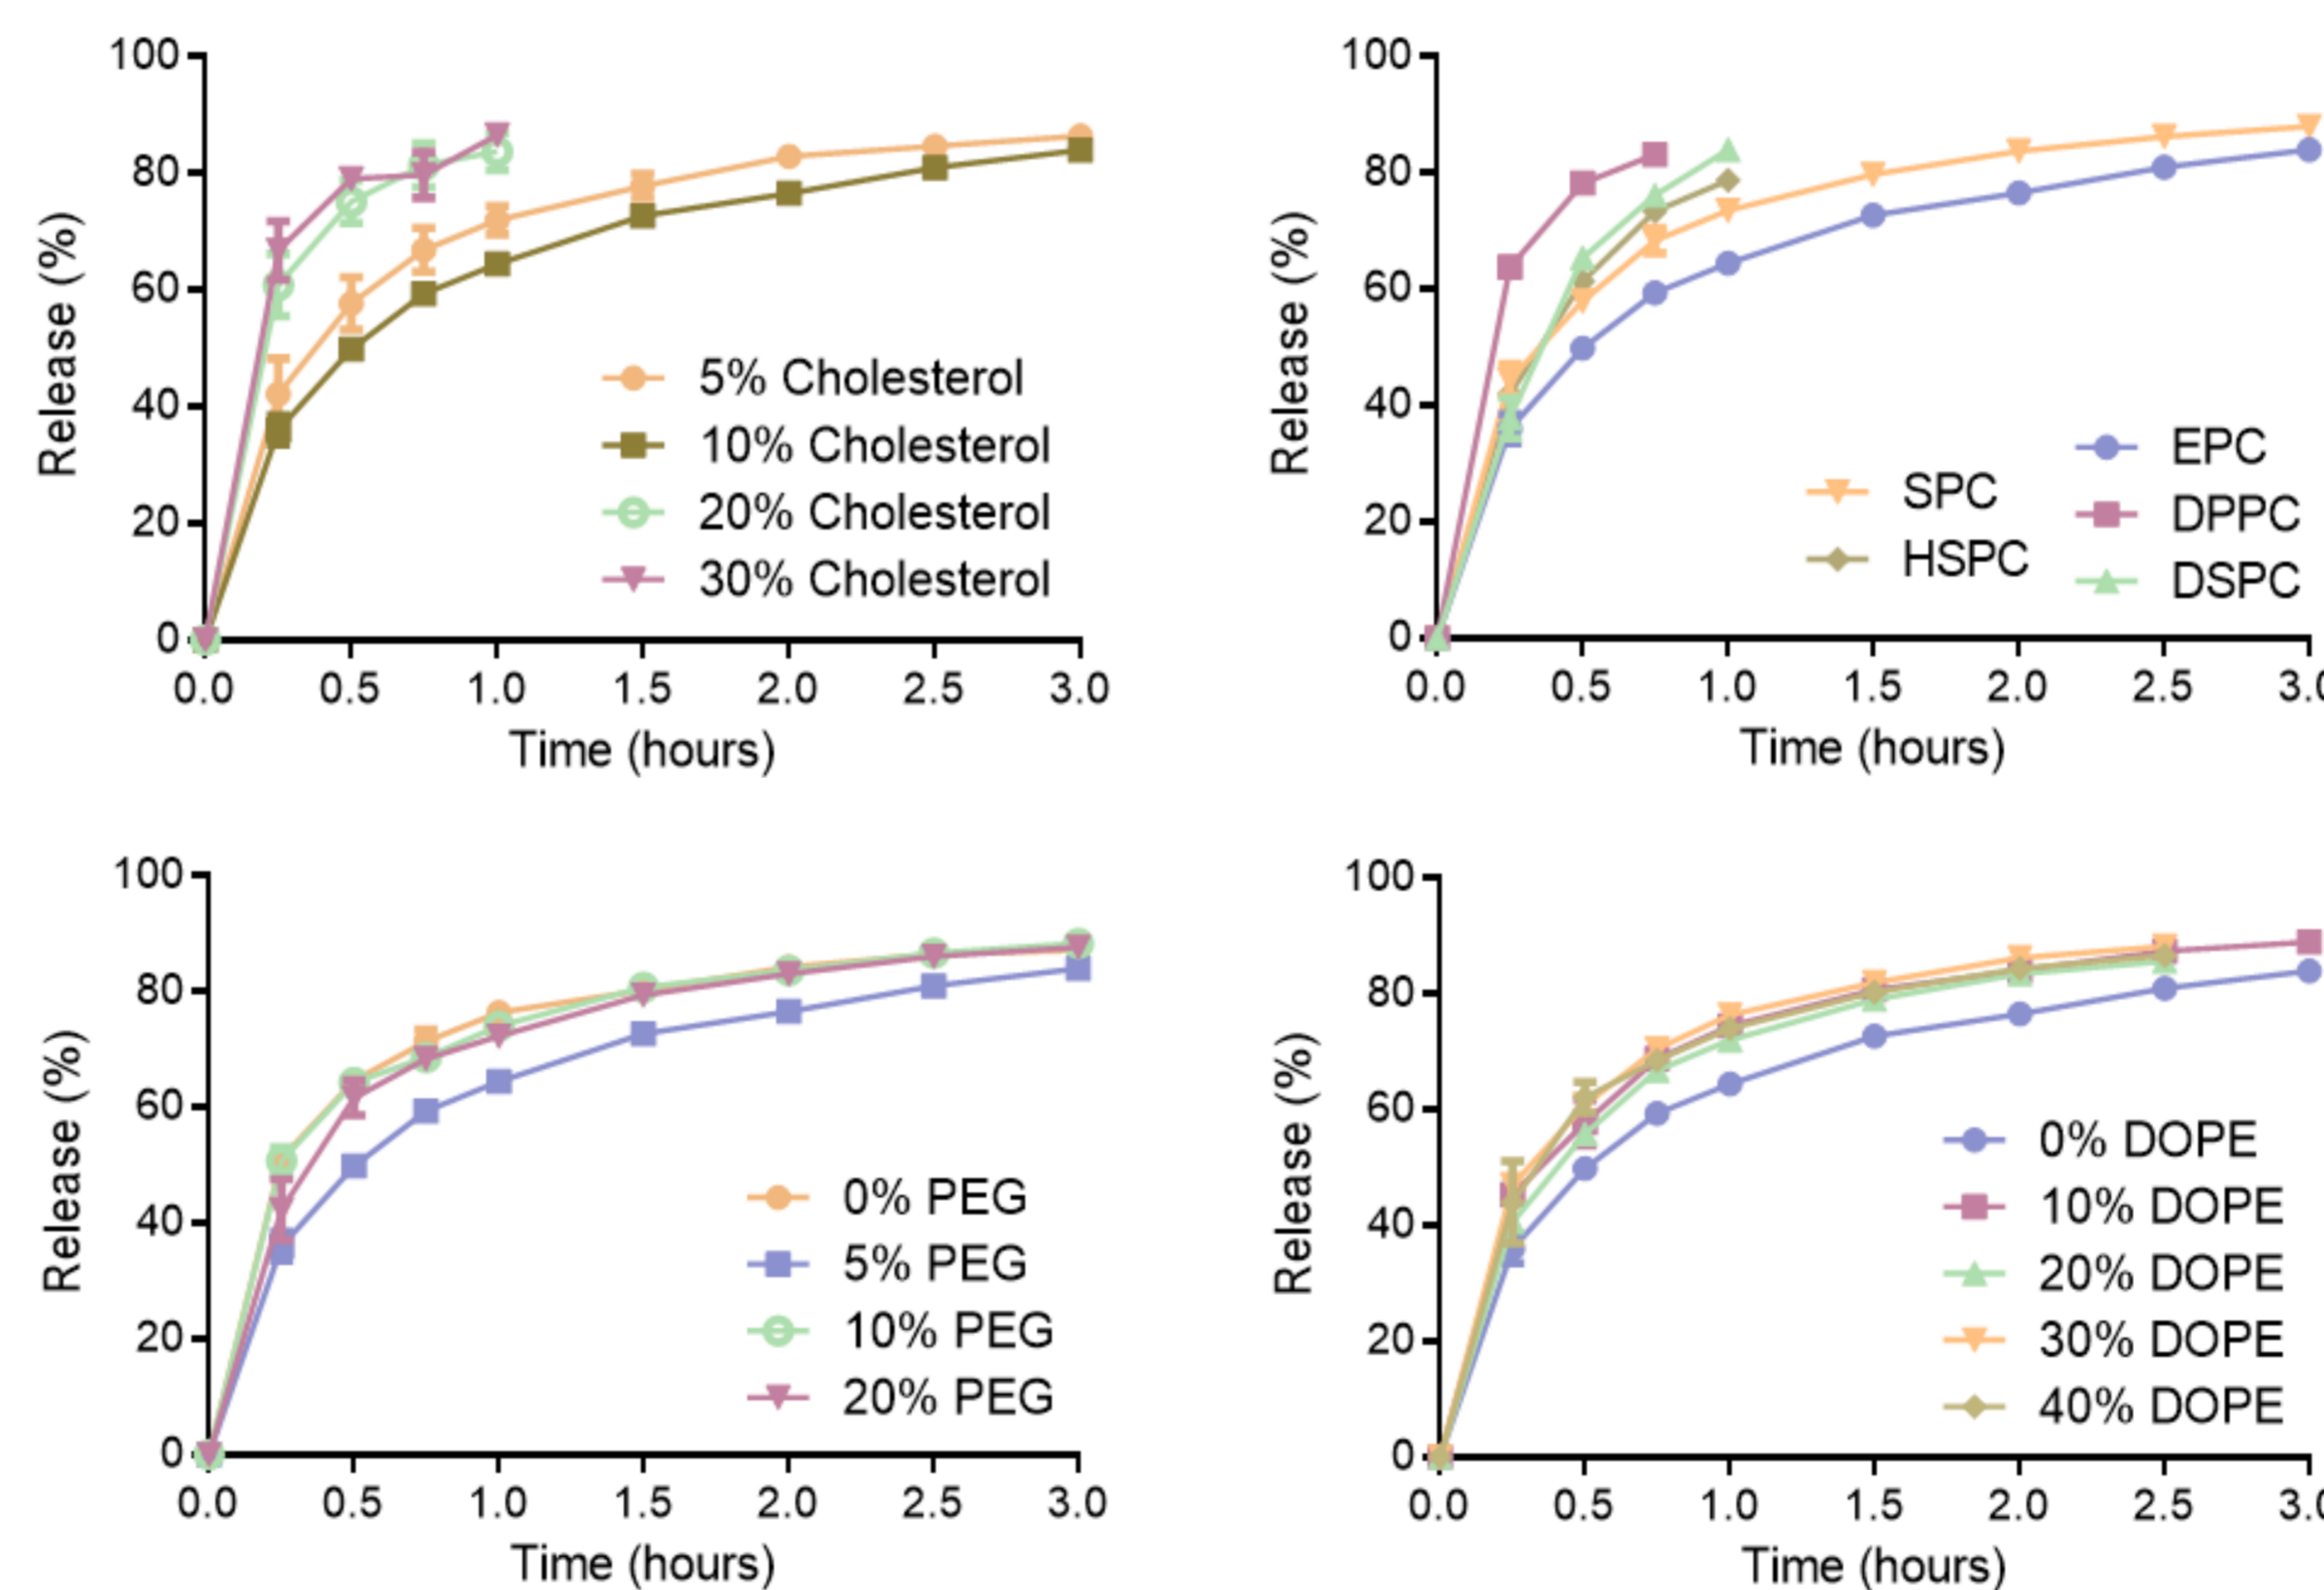 100
80
60
40
20
0
Release (%)
5% Cholesterol
10% Cholesterol
20% Cholesterol
30% Cholesterol
0.0 0.5 1.0 1.5 2.0 2.5 3.0
Time (hours)
100
80
60
40
20
0
Release (%)
SPC
HSPC
EPC
DPPC
DSPC
0.0 0.5 1.0 1.5 2.0 2.5 3.0
Time (hours)
100
80
60
40
20
0
Release (%)
0% PEG
5% PEG
10% PEG
20% PEG
0.0 0.5 1.0 1.5 2.0 2.5 3.0
Time (hours)
100
80
60
40
20
0
Release (%)
0% DOPE
10% DOPE
20% DOPE
30% DOPE
40% DOPE
0.0 0.5 1.0 1.5 2.0 2.5 3.0
Time (hours)